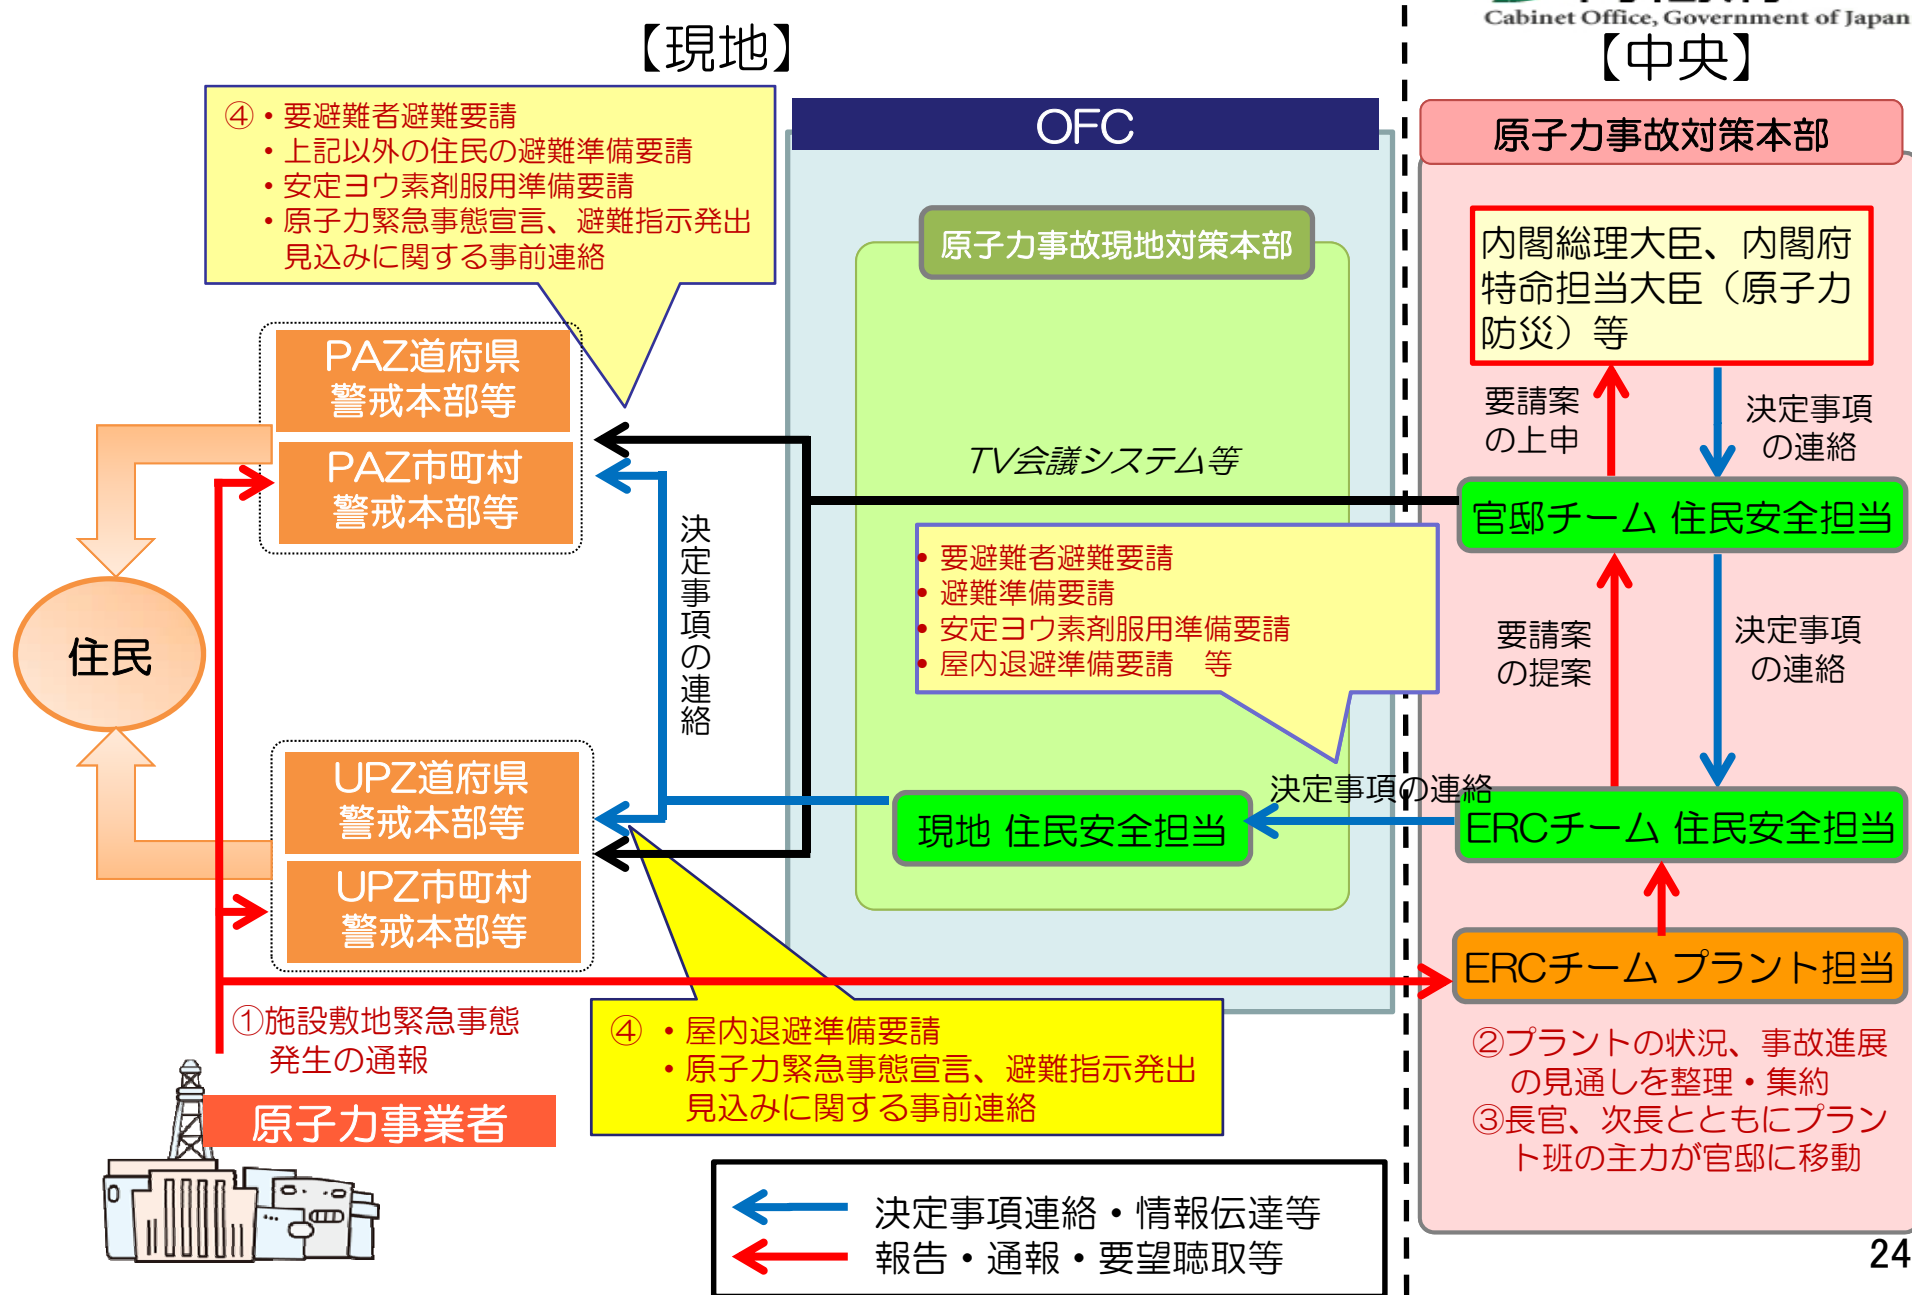 Cabinet Office, Government of Japan
【現地】
【中央】
④・要避難者避難要請
・上記以外の住民の避難準備要請
・安定ヨウ素剤服用準備要請
・原子力緊急事態宣言、避難指示発出
見込みに関する事前連絡
OFC
原子力事故対策本部
原子力事故現地対策本部
内閣総理大臣、内閣府
特命担当大臣（原子力
防災）等
PAZ道府県
警戒本部等
PAZ市町村
警戒本部等
TV会議システム等
要請案
の上申
決定事項
の連絡
官邸チーム 住民安全担当
決定事項の連絡
・要避難者避難要請
・避難準備要請
・安定ヨウ素剤服用準備要請
・屋内退避準備要請　等
要請案
の提案
決定事項
の連絡
住民
UPZ道府県
警戒本部等
UPZ市町村
警戒本部等
現地 住民安全担当
決定事項の連絡
ERCチーム 住民安全担当
ERCチーム プラント担当
①施設敷地緊急事態
発生の通報
原子力事業者
④ ・屋内退避準備要請
・原子力緊急事態宣言、避難指示発出
見込みに関する事前連絡
②プラントの状況、事故進展
の見通しを整理・集約
③長官、次長とともにプラン
ト班の主力が官邸に移動
決定事項連絡・情報伝達等
報告・通報・要望聴取等
24